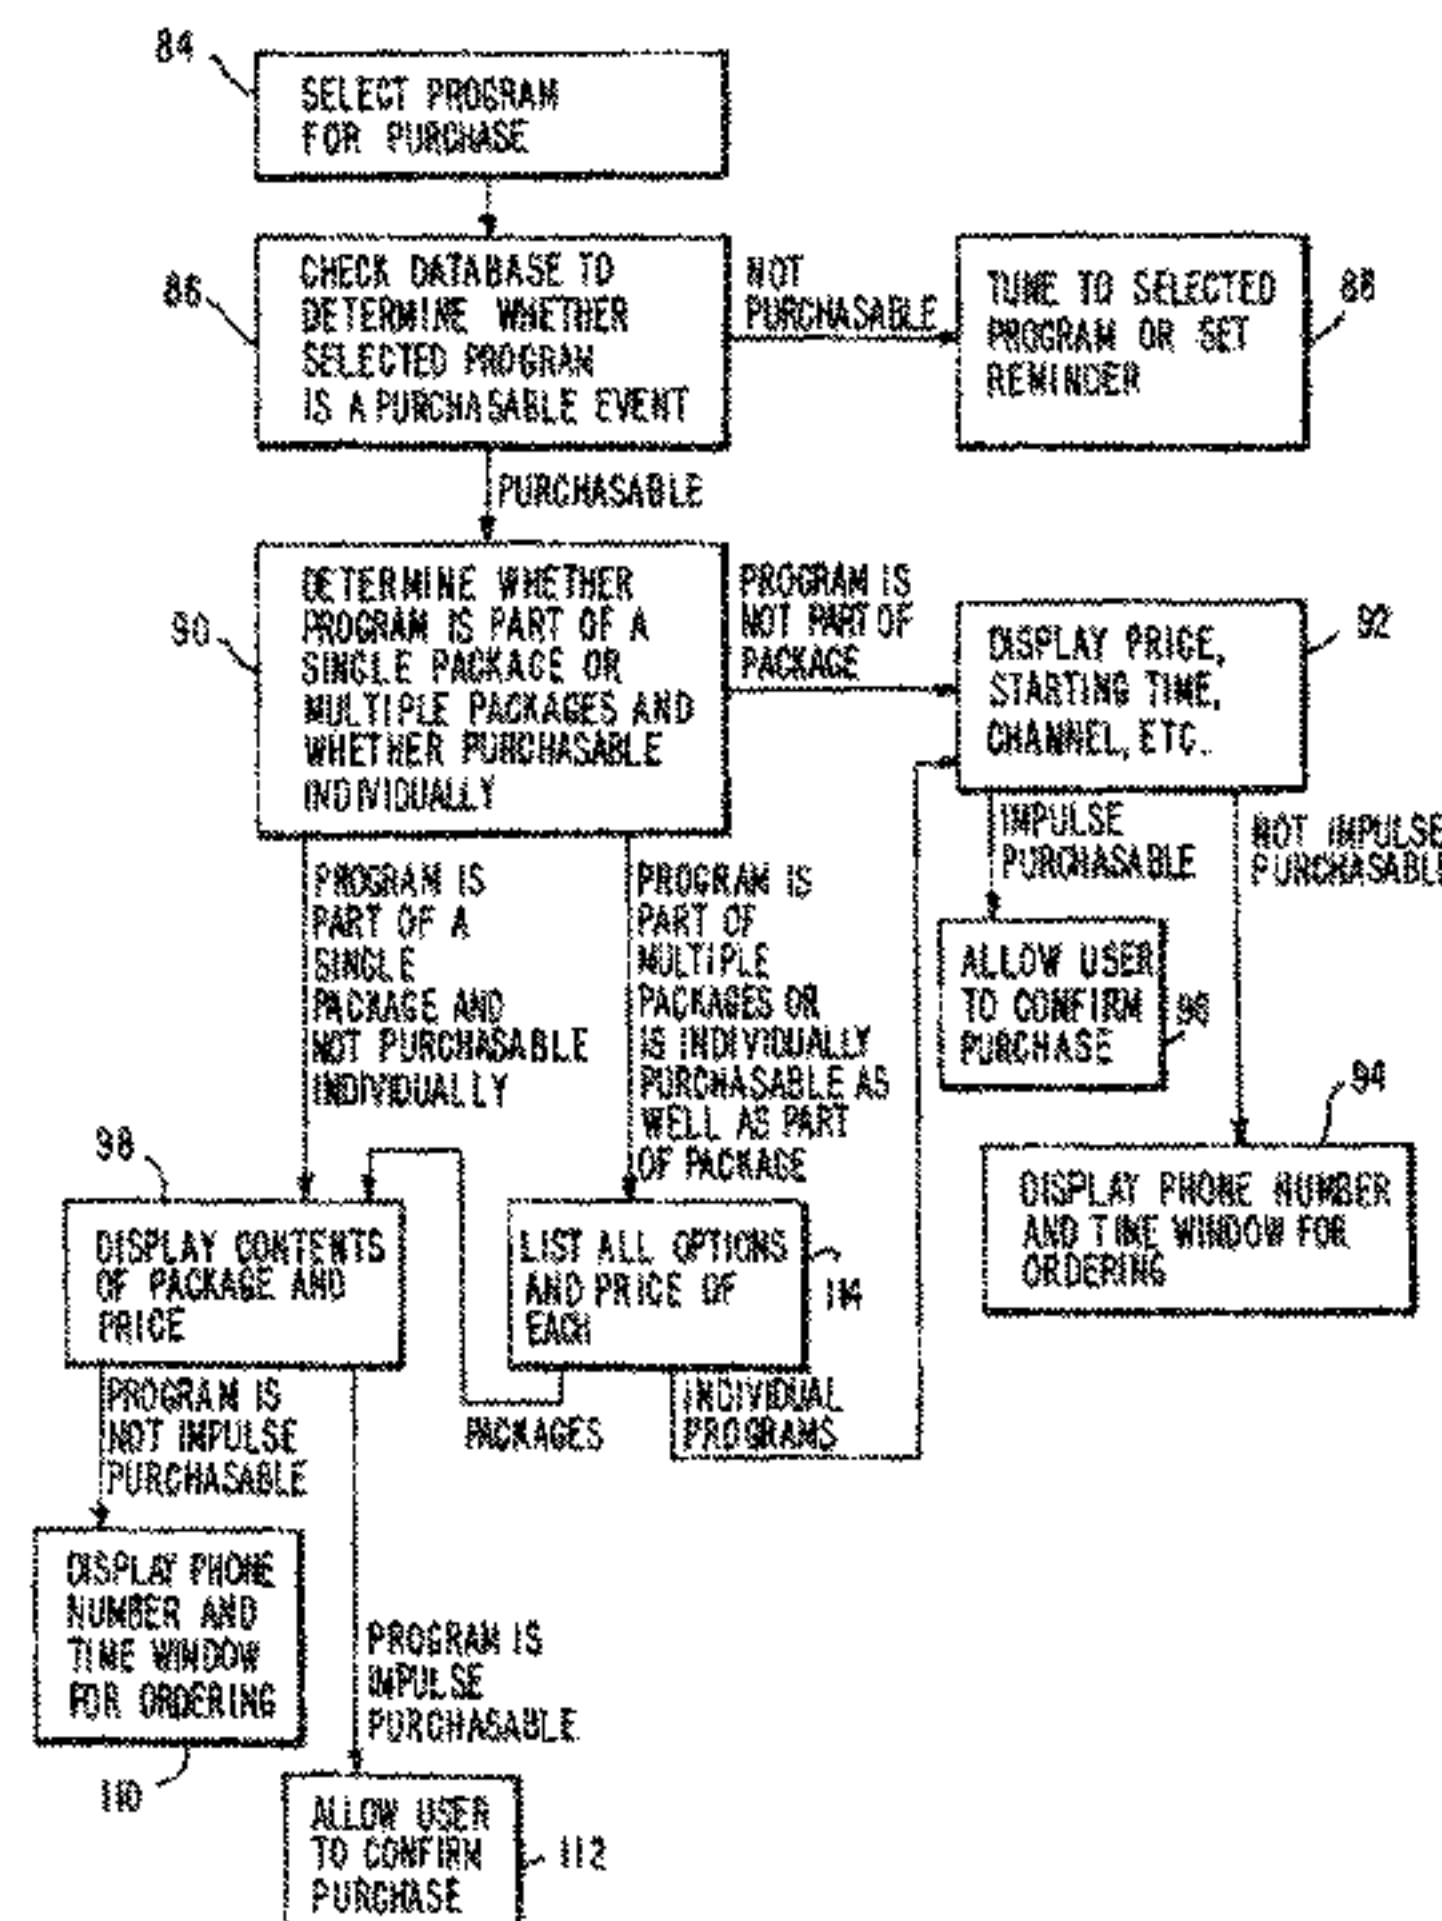 84
SELECT PROGRAM
FOR PURCHASE
86
CHECK DATABASE TO
DETERMINE WHETHER
SELECTED PROGRAM
IS A PURCHASABLE EVENT
NOT
PURCHASABLE
TUNE TO SELECTED
PROGRAM OR SET
REMINDER
88
PURCHASABLE
90
DETERMINE WHETHER
PROGRAM IS PART OF A
SINGLE PACKAGE OR
MULTIPLE PACKAGES AND
WHETHER PURCHASABLE
INDIVIDUALLY
PROGRAM IS
NOT PART OF
PACKAGE
DISPLAY PRICE,
STARTING TIME,
CHANNEL, ETC.
92
IMPULSE
PURCHASABLE
NOT IMPULSE
PURCHASABLE
PROGRAM IS
PART OF A
SINGLE
PACKAGE AND
NOT PURCHASABLE
INDIVIDUALLY
PROGRAM IS
PART OF
MULTIPLE
PACKAGES OR
IS INDIVIDUALLY
PURCHASABLE AS
WELL AS PART
OF PACKAGE
ALLOW USER
TO CONFIRM
PURCHASE
96
94
DISPLAY PHONE NUMBER
AND TIME WINDOW FOR
ORDERING
98
DISPLAY CONTENTS
OF PACKAGE AND
PRICE
LIST ALL OPTIONS
AND PRICE OF
EACH
114
PROGRAM IS
NOT IMPULSE
PURCHASABLE
PACKAGES
INDIVIDUAL
PROGRAMS
DISPLAY PHONE
NUMBER AND
TIME WINDOW
FOR ORDERING
110
PROGRAM IS
IMPULSE
PURCHASABLE
ALLOW USER
TO CONFIRM
PURCHASE
112